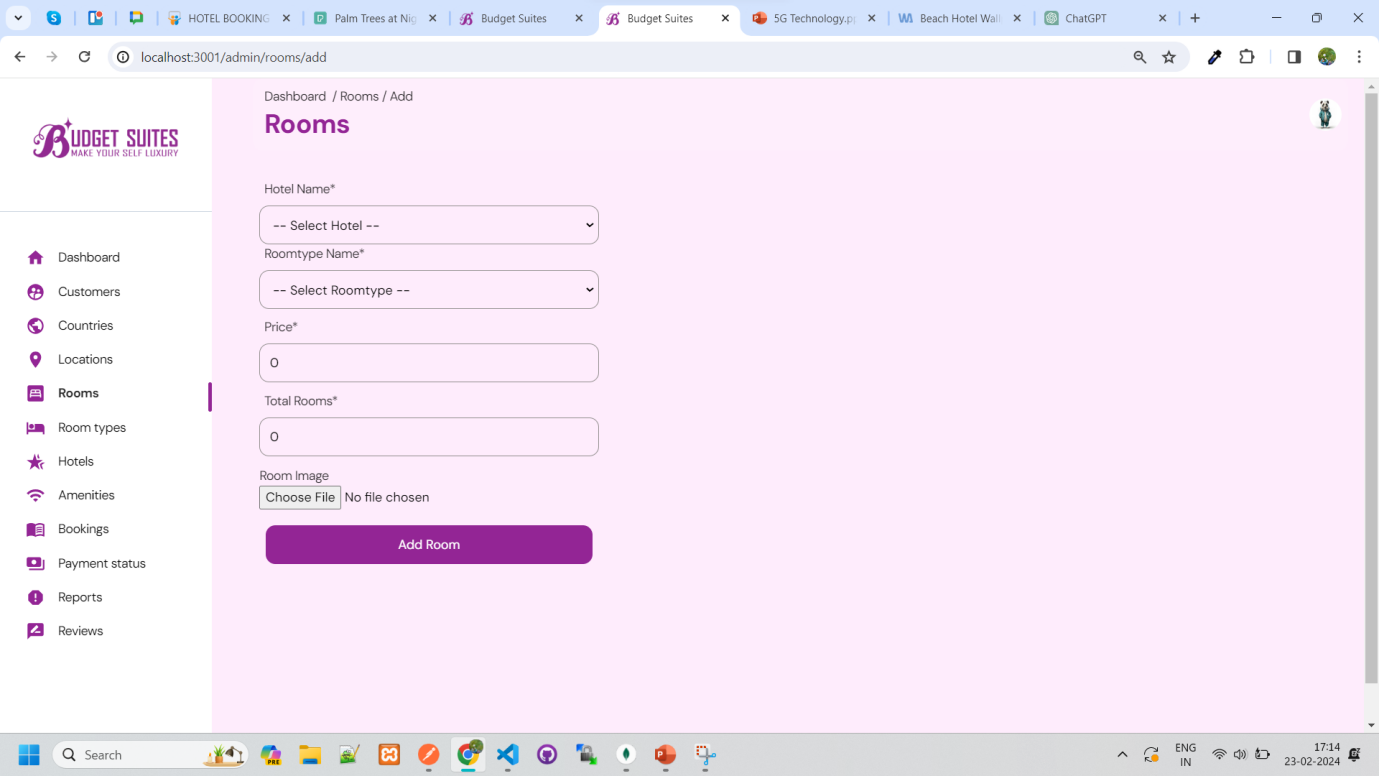 HOTEL BOOKING
Palm Trees at Nig
Budget Suites
Budget Suites
5G Technology.pp
Beach Hotel Wall
ChatGPT
localhost:3001/admin/rooms/add
BUDGET SUITES
MAKE YOUR SELF LUXURY
Dashboard
Customers
Countries
Locations
Rooms
Room types
Hotels
Amenities
Bookings
Payment status
Reports
Reviews
Dashboard / Rooms / Add
Rooms
Hotel Name*
-- Select Hotel --
Roomtype Name*
-- Select Roomtype --
Price*
0
Total Rooms*
0
Room Image
Choose File No file chosen
Add Room
Search
PRE
ENG
IN
17:14
23-02-2024